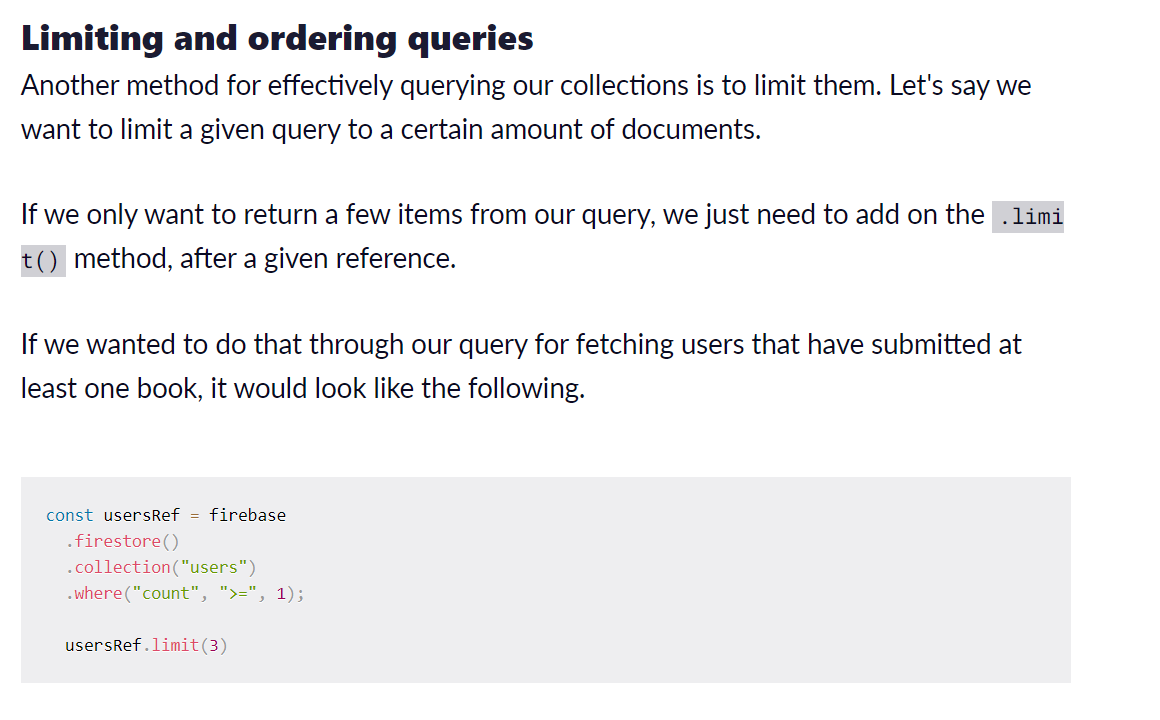 Limiting and ordering queries
Another method for effectively querying our collections is to limit them. Let's say we
want to limit a given query to a certain amount of documents.
If we only want to return a few items from our query, we just need to add on the .limi
t() method, after a given reference.
If we wanted to do that through our query for fetching users that have submitted at
least one book, it would look like the following.
const usersRef = firebase
  .firestore()
  .collection("users")
  .where("count", ">=", 1);
  usersRef.limit(3)